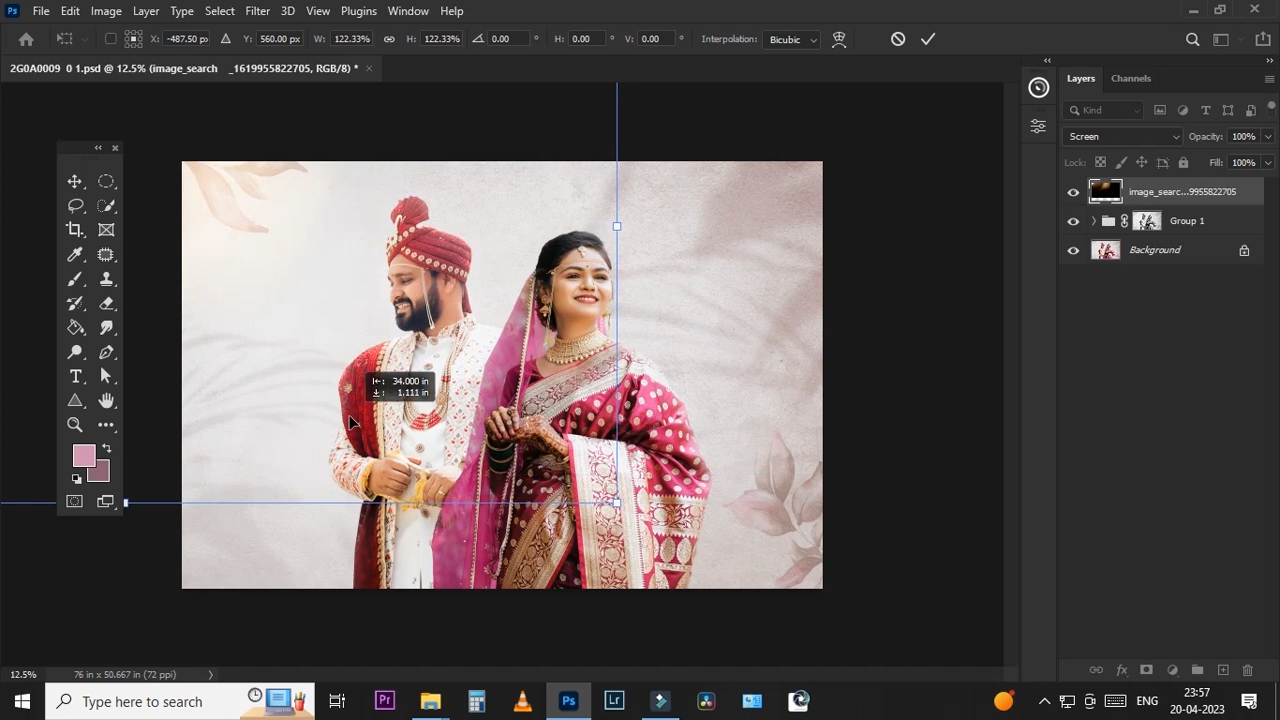 Ps File Edit Image Layer Type Select Filter 3D View Plugins Window Help
X: -487.50 px Y: 560.00 px W: 122.33% H: 122.33% 0.00 ° H: 0.00 ° V: 0.00 ° Interpolation: Bicubic
2G0A0009 0 1.psd @ 12.5% (image_search _1619955822705, RGB/8) * ×
Layers Channels
Kind
Screen Opacity: 100%
Lock: Fill: 100%
image_searc...9955822705
Group 1
Background
34.000 in
1.111 in
12.5% 76 in x 50.667 in (72 ppi)
Type here to search
Pr Ps Lr
ENG
23:57
20-04-2023